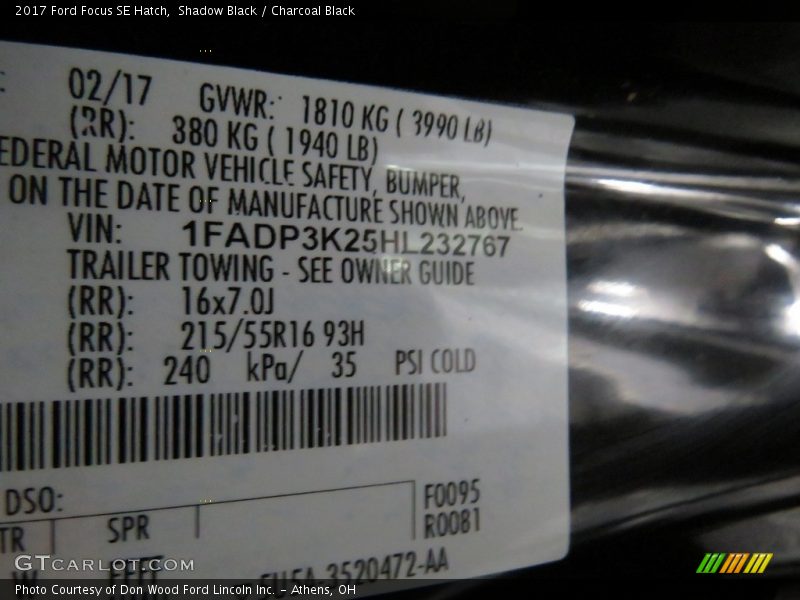 2017 Ford Focus SE Hatch, Shadow Black / Charcoal Black
02/17 GVWR: 1810 KG ( 3990 LB)
(RR): 380 KG ( 1940 LB)
EDERAL MOTOR VEHICLE SAFETY, BUMPER,
ON THE DATE OF MANUFACTURE SHOWN ABOVE.
VIN: 1FADP3K25HL232767
TRAILER TOWING - SEE OWNER GUIDE
(RR): 16x7.0J
(RR): 215/55R16 93H
(RR): 240 kPa/ 35 PSI COLD
DSO: F0095
TR SPR R0081
3520472-AA
GTCARLOT.COM
Photo Courtesy of Don Wood Ford Lincoln Inc. – Athens, OH